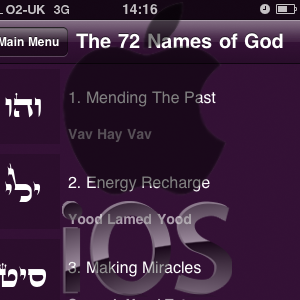 O2-UK 3G 14:16
Main Menu The 72 Names of God
והו 1. Mending The Past
Vav Hay Vav
ילי 2. Energy Recharge
Yood Lamed Yood
iOS
סיט 3. Making Miracles